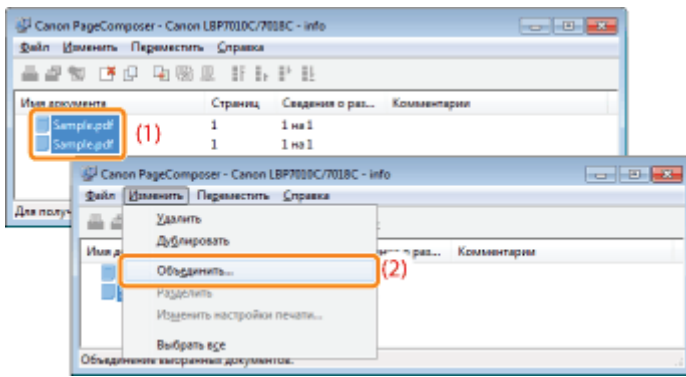 Canon PageComposer - Canon LBP7010C/7018C - info
Файл Изменить Переместить Справка
Имя документа Страниц Сведения о раз... Комментарии
Sample.pdf 1 1 на 1
(1)
Sample.pdf 1 1 на 1
Canon PageComposer - Canon LBP7010C/7018C - info
Файл Изменить Переместить Справка
Для полу
Удалить
Дублировать
Имя д о раз... Комментарии
Объединить...
(2)
Разделить
Изменить настройки печати...
Выбрать все
Объединение выбранных документов.